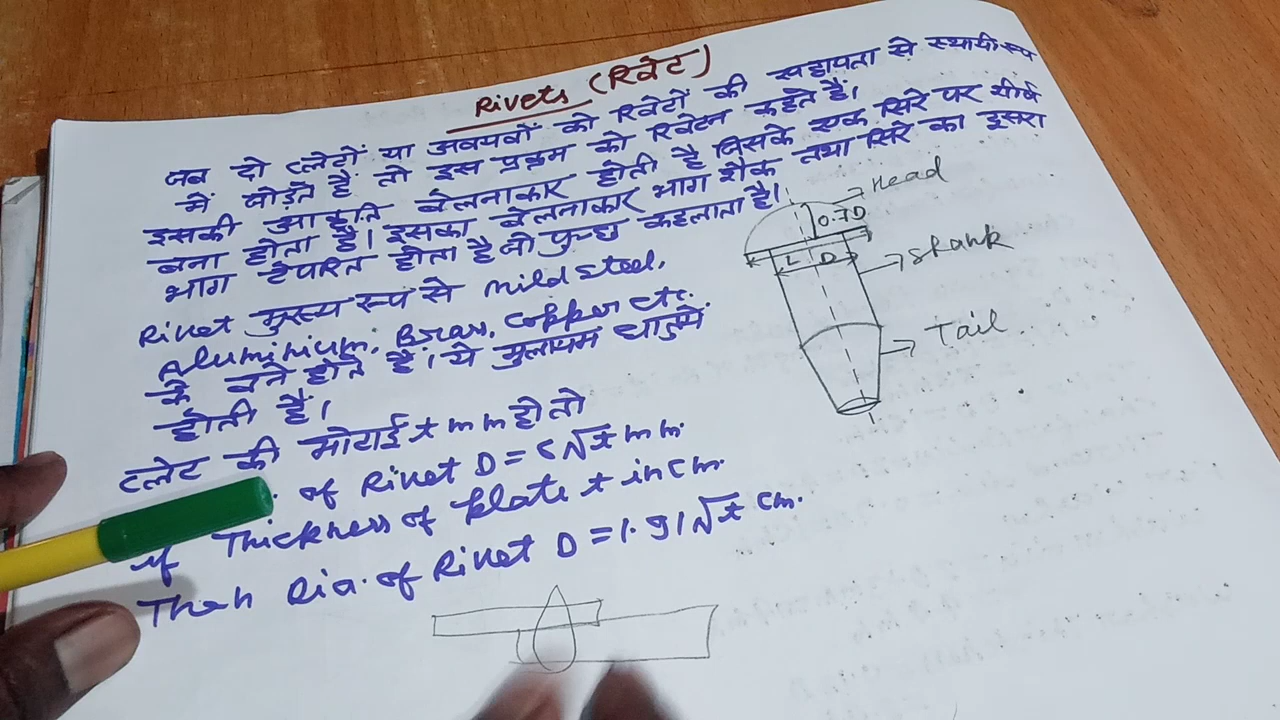 Rivets (रिवेट)
जब दो प्लेटों या अवयवों को रिवेटों की सहायता से स्थायी रूप
में जोड़ते हैं तो इस प्रक्रम को रिवेटन कहते हैं।
इसकी आकृति बेलनाकार होती है जिसके एक सिरे पर शीर्ष
बना होता है। इसका बेलनाकार भाग शैंक तथा सिरे का दूसरा
भाग टेपरित होता है जो पुच्छ कहलाता है।
Rivet मुख्य रूप से mild steel,
Aluminium, Brass, Copper etc.
के बने होते हैं। ये मुलायम धातुयें
होती हैं।
प्लेट की मोटाई t mm हो तो
. of Rivet D = 6√t mm.
if Thickness of plate t in cm.
Then Dia. of Rivet D = 1.91√t cm.
Head
0.7D
L D
Shank
Tail